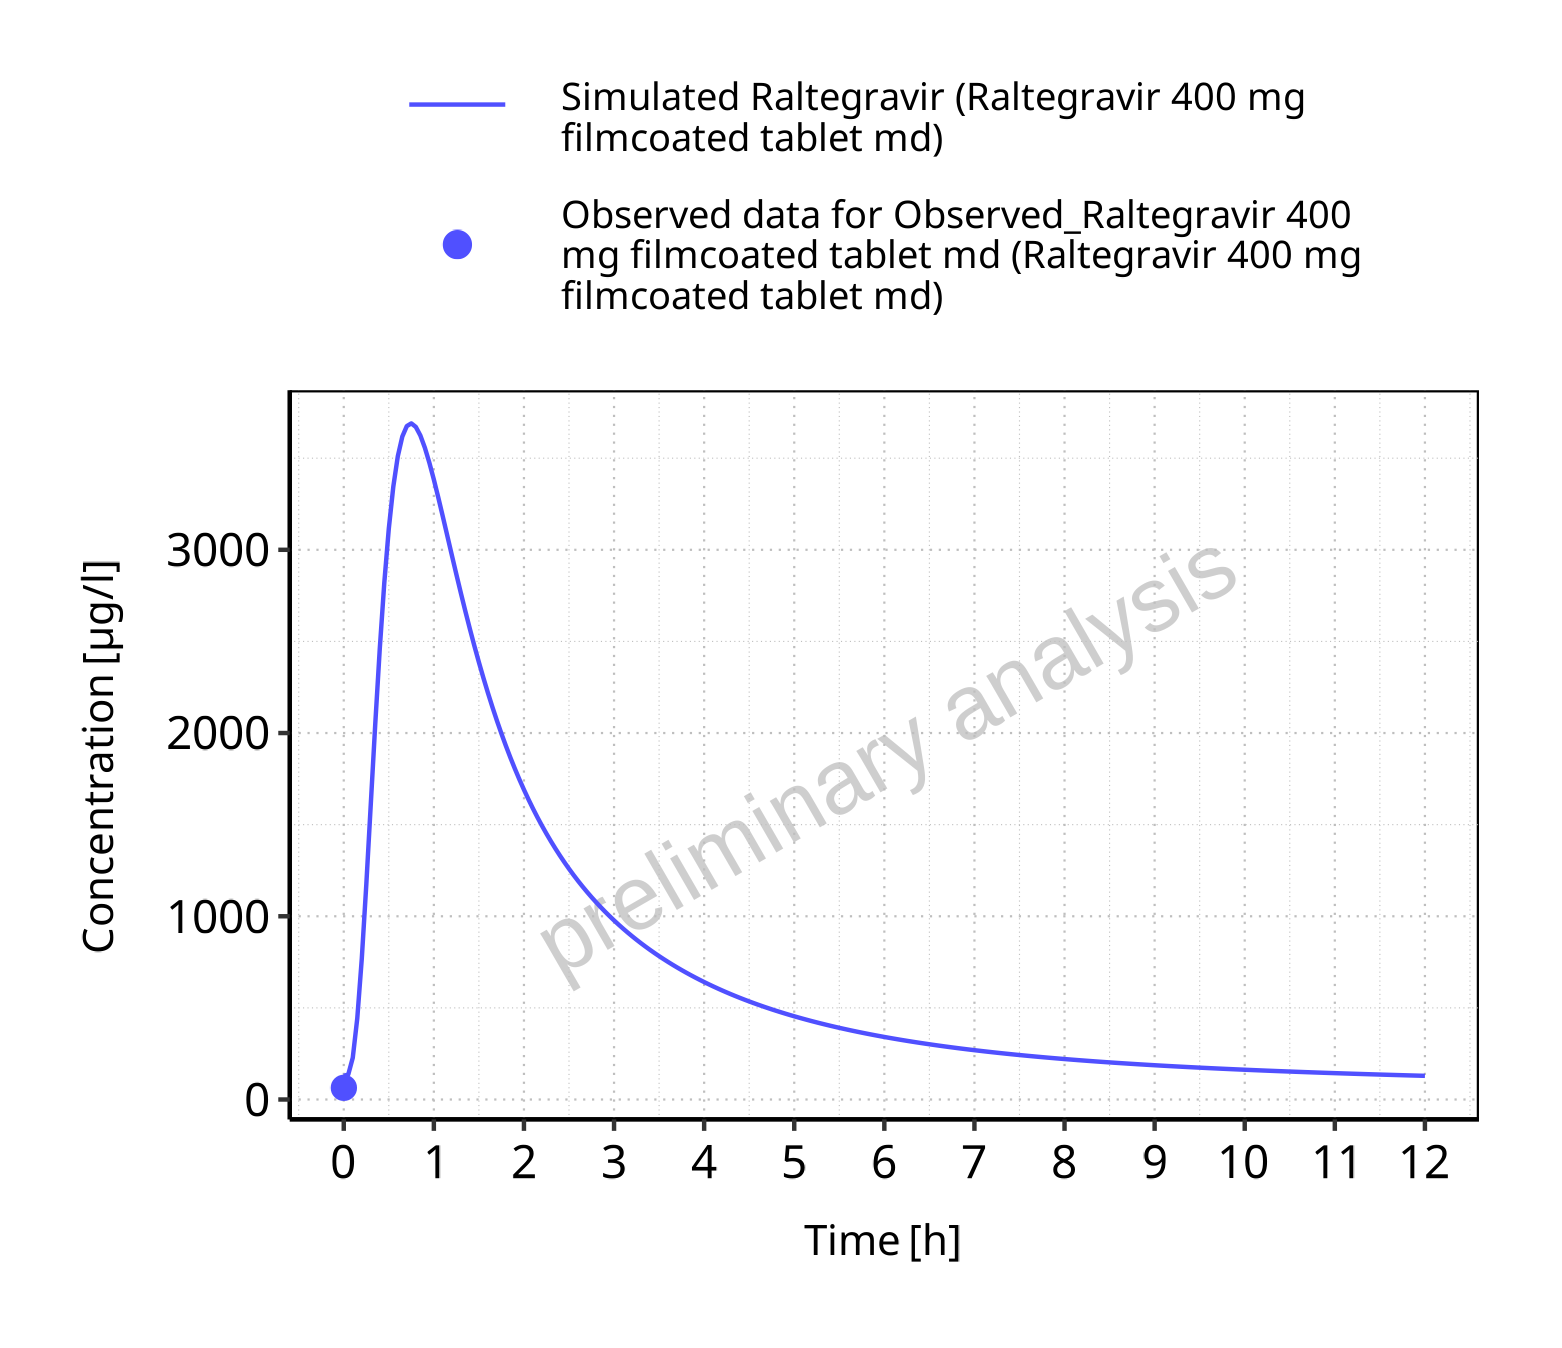 Simulated Raltegravir (Raltegravir 400 mg
filmcoated tablet md)
Observed data for Observed_Raltegravir 400
mg filmcoated tablet md (Raltegravir 400 mg
filmcoated tablet md)
Concentration [µg/l]
3000
2000
1000
0
preliminary analysis
0 1 2 3 4 5 6 7 8 9 10 11 12
Time [h]